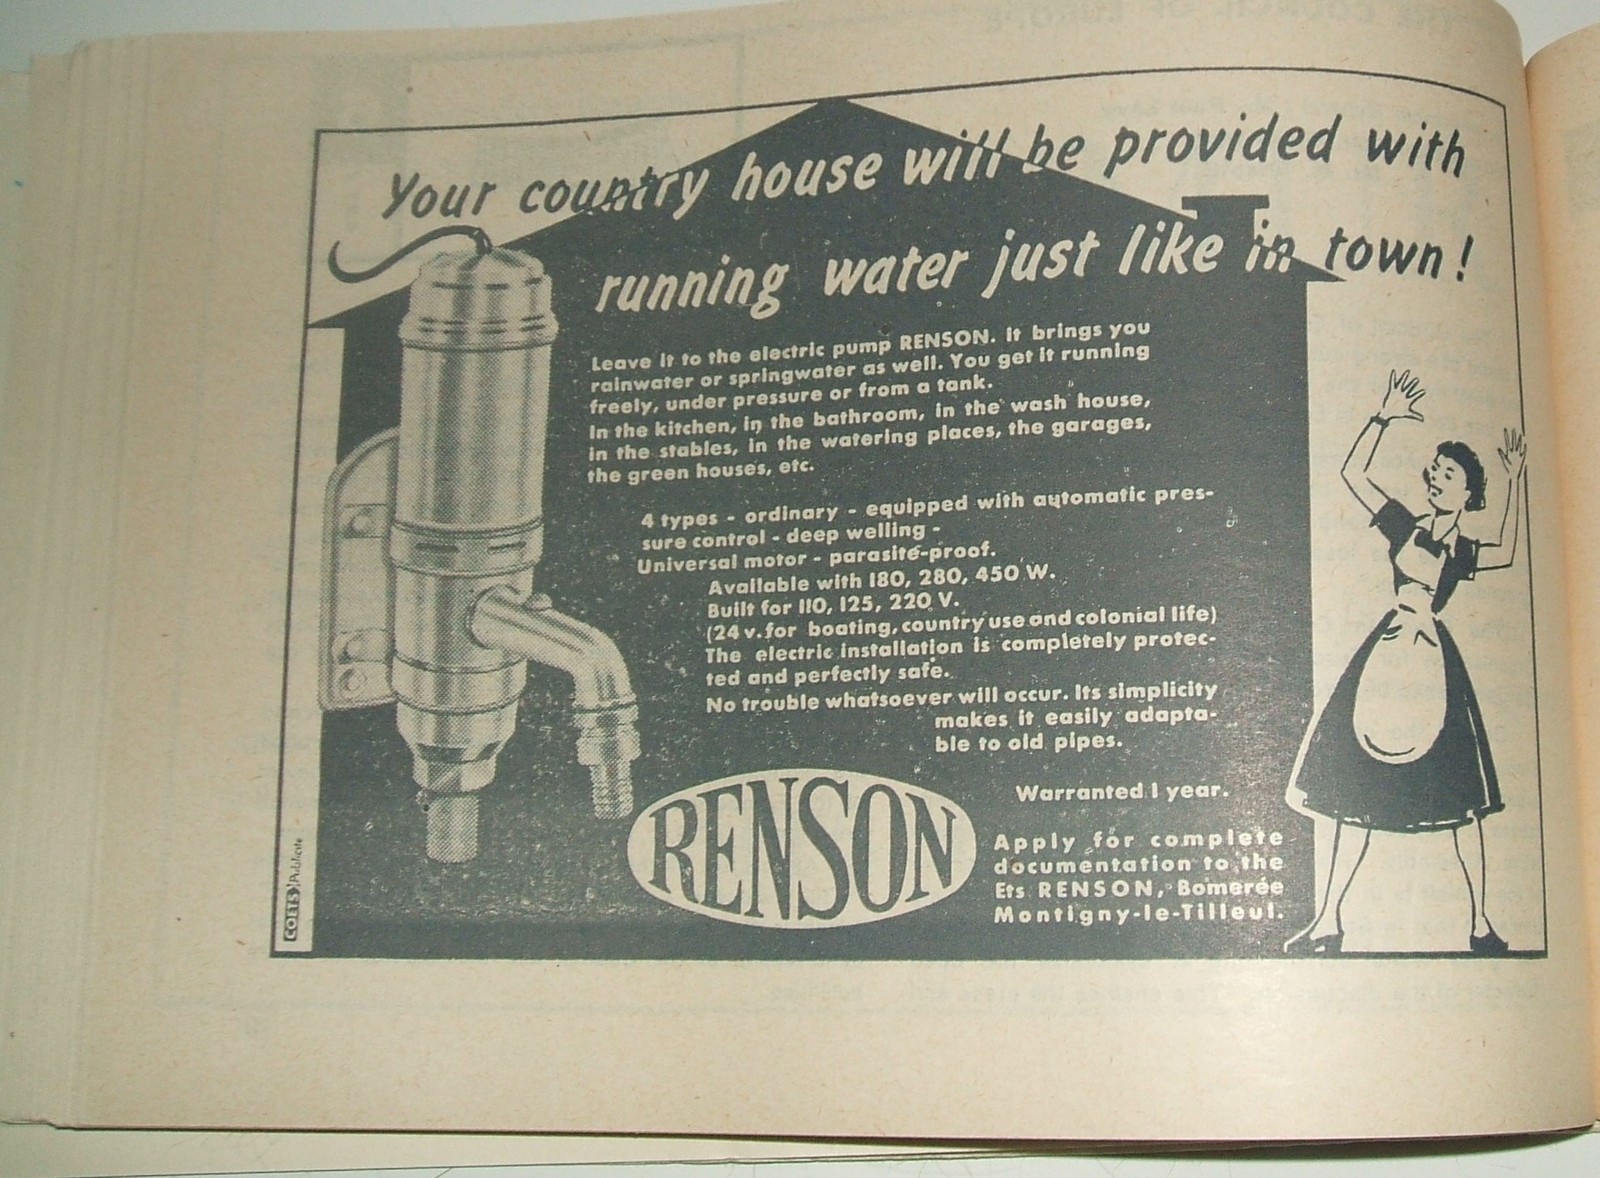 Your country house will be provided with
running water just like in town!
Leave it to the electric pump RENSON. It brings you
rainwater or springwater as well. You get it running
freely, under pressure or from a tank.
In the kitchen, in the bathroom, in the wash house,
in the stables, in the watering places, the garages,
the green houses, etc.
4 types - ordinary - equipped with automatic pres-
sure control - deep welling -
Universal motor - parasite-proof.
Available with 180, 280, 450 W.
Built for 110, 125, 220 V.
(24 v. for boating, country use and colonial life)
The electric installation is completely protec-
ted and perfectly safe.
No trouble whatsoever will occur. Its simplicity
makes it easily adapta-
ble to old pipes.
Warranted 1 year.
RENSON
Apply for complete
documentation to the
Ets RENSON, Bomerée
Montigny-le-Tilleul.
COETS Publicité